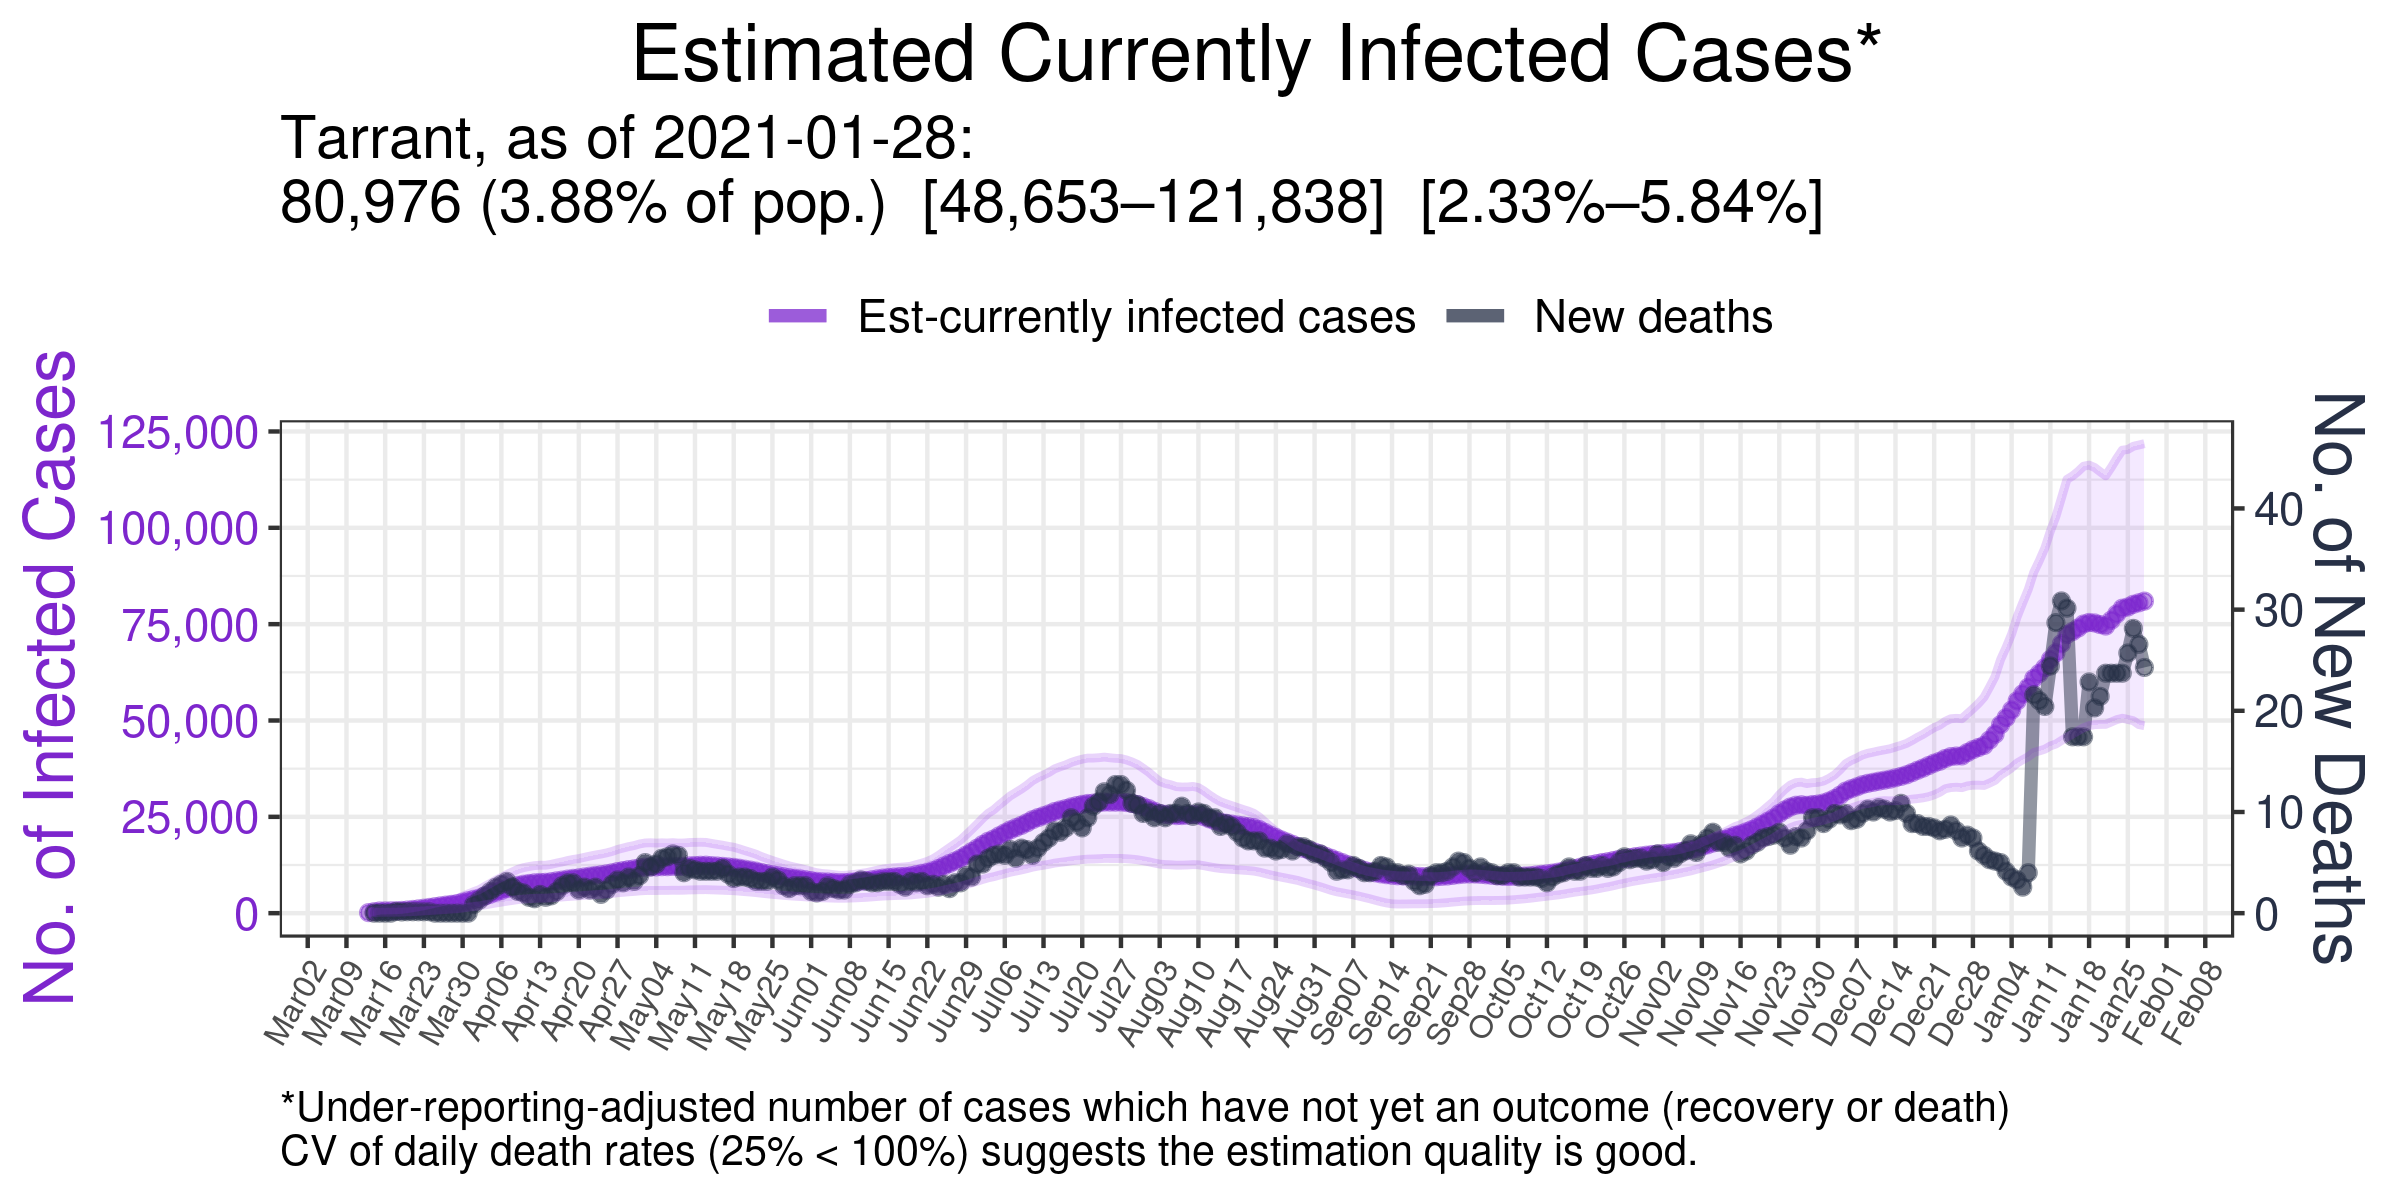 Estimated Currently Infected Cases*
Tarrant, as of 2021-01-28:
80,976 (3.88% of pop.) [48,653–121,838] [2.33%–5.84%]
Est-currently infected cases New deaths
No. of Infected Cases
125,000
100,000
75,000
50,000
25,000
0
40
30
20
10
0
No. of New Deaths
Mar02 Mar09 Mar16 Mar23 Mar30 Apr06 Apr13 Apr20 Apr27 May04 May11 May18 May25 Jun01 Jun08 Jun15 Jun22 Jun29 Jul06 Jul13 Jul20 Jul27 Aug03 Aug10 Aug17 Aug24 Aug31 Sep07 Sep14 Sep21 Sep28 Oct05 Oct12 Oct19 Oct26 Nov02 Nov09 Nov16 Nov23 Nov30 Dec07 Dec14 Dec21 Dec28 Jan04 Jan11 Jan18 Jan25 Feb01 Feb08
*Under-reporting-adjusted number of cases which have not yet an outcome (recovery or death)
CV of daily death rates (25% < 100%) suggests the estimation quality is good.